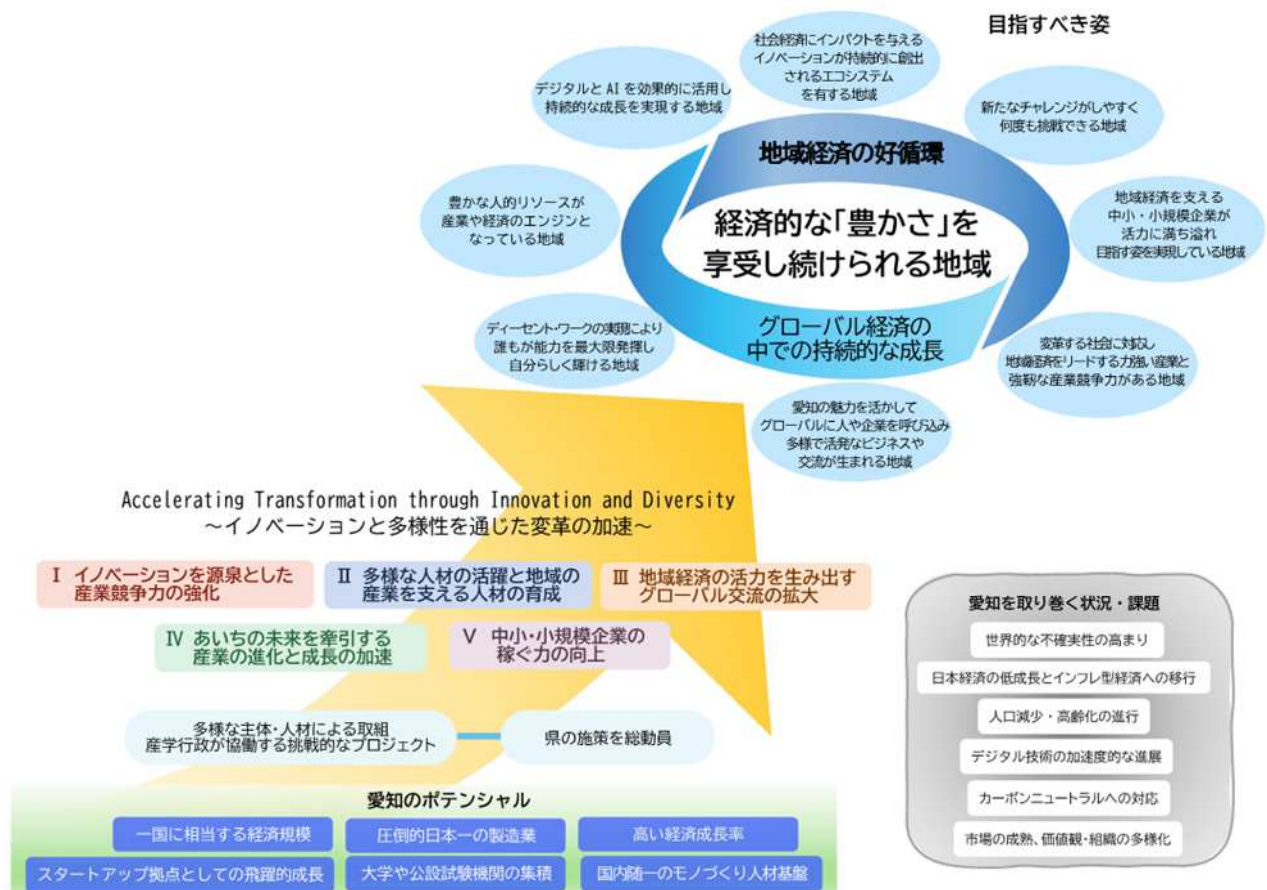 目指すべき姿
社会経済にインパクトを与える
イノベーションが持続的に創出
されるエコシステム
を有する地域
デジタルと AI を効果的に活用し
持続的な成長を実現する地域
新たなチャレンジがしやすく
何度も挑戦できる地域
豊かな人的リソースが
産業や経済のエンジンと
なっている地域
地域経済を支える
中小・小規模企業が
活力に満ち溢れ
目指す姿を実現している地域
ディーセント・ワークの実現により
誰もが能力を最大限発揮し
自分らしく輝ける地域
変革する社会に対応し
地域経済をリードする力強い産業と
強靭な産業競争力がある地域
愛知の魅力を活かして
グローバルに人や企業を呼び込み
多様で活発なビジネスや
交流が生まれる地域
地域経済の好循環
経済的な「豊かさ」を
享受し続けられる地域
グローバル経済の
中での持続的な成長
Accelerating Transformation through Innovation and Diversity
～イノベーションと多様性を通じた変革の加速～
Ⅰ イノベーションを源泉とした
産業競争力の強化
Ⅱ 多様な人材の活躍と地域の
産業を支える人材の育成
Ⅲ 地域経済の活力を生み出す
グローバル交流の拡大
Ⅳ あいちの未来を牽引する
産業の進化と成長の加速
Ⅴ 中小・小規模企業の
稼ぐ力の向上
多様な主体・人材による取組
産学行政が協働する挑戦的なプロジェクト
県の施策を総動員
愛知のポテンシャル
一国に相当する経済規模
圧倒的日本一の製造業
高い経済成長率
スタートアップ拠点としての飛躍的成長
大学や公設試験機関の集積
国内随一のモノづくり人材基盤
愛知を取り巻く状況・課題
世界的な不確実性の高まり
日本経済の低成長とインフレ型経済への移行
人口減少・高齢化の進行
デジタル技術の加速度的な進展
カーボンニュートラルへの対応
市場の成熟、価値観・組織の多様化